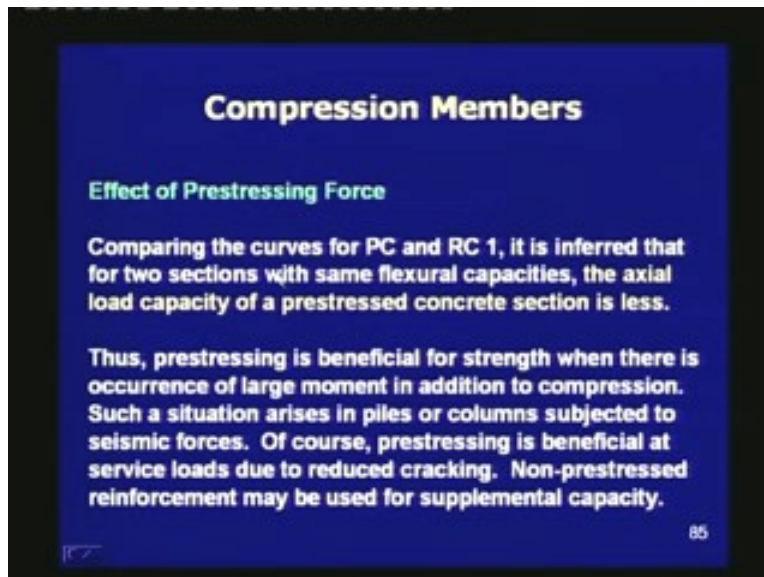 Compression Members
Effect of Prestressing Force
Comparing the curves for PC and RC 1, it is inferred that
for two sections with same flexural capacities, the axial
load capacity of a prestressed concrete section is less.
Thus, prestressing is beneficial for strength when there is
occurrence of large moment in addition to compression.
Such a situation arises in piles or columns subjected to
seismic forces. Of course, prestressing is beneficial at
service loads due to reduced cracking. Non-prestressed
reinforcement may be used for supplemental capacity.
85